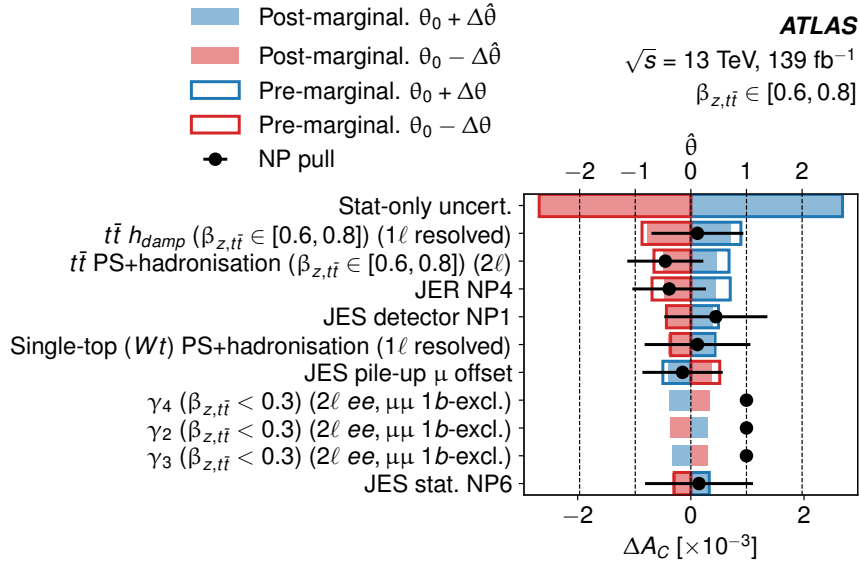 Post-marginal. θ₀ + Δθ̂
Post-marginal. θ₀ − Δθ̂
Pre-marginal. θ₀ + Δθ
Pre-marginal. θ₀ − Δθ
NP pull
ATLAS
√s = 13 TeV, 139 fb⁻¹
β_{z,tt̄} ∈ [0.6, 0.8]
θ̂
−2 −1 0 1 2
Stat-only uncert.
tt̄ h_{damp} (β_{z,tt̄} ∈ [0.6, 0.8]) (1ℓ resolved)
tt̄ PS+hadronisation (β_{z,tt̄} ∈ [0.6, 0.8]) (2ℓ)
JER NP4
JES detector NP1
Single-top (Wt) PS+hadronisation (1ℓ resolved)
JES pile-up μ offset
γ₄ (β_{z,tt̄} < 0.3) (2ℓ ee, μμ 1b-excl.)
γ₂ (β_{z,tt̄} < 0.3) (2ℓ ee, μμ 1b-excl.)
γ₃ (β_{z,tt̄} < 0.3) (2ℓ ee, μμ 1b-excl.)
JES stat. NP6
−2 0 2
ΔA_C [×10⁻³]